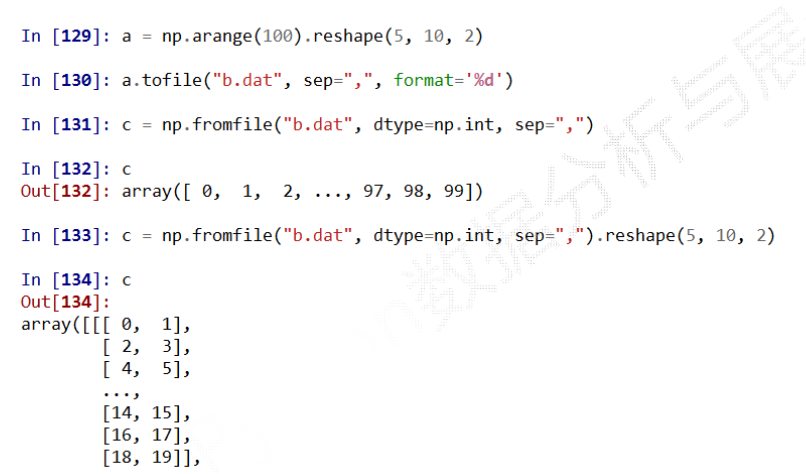 In [129]: a = np.arange(100).reshape(5, 10, 2)
In [130]: a.tofile("b.dat", sep=",", format='%d')
In [131]: c = np.fromfile("b.dat", dtype=np.int, sep=",")
In [132]: c
Out[132]: array([ 0,  1,  2, ..., 97, 98, 99])
In [133]: c = np.fromfile("b.dat", dtype=np.int, sep=",").reshape(5, 10, 2)
In [134]: c
Out[134]:
array([[[ 0,  1],
[ 2,  3],
[ 4,  5],
...,
[14, 15],
[16, 17],
[18, 19]],
数据分析与展